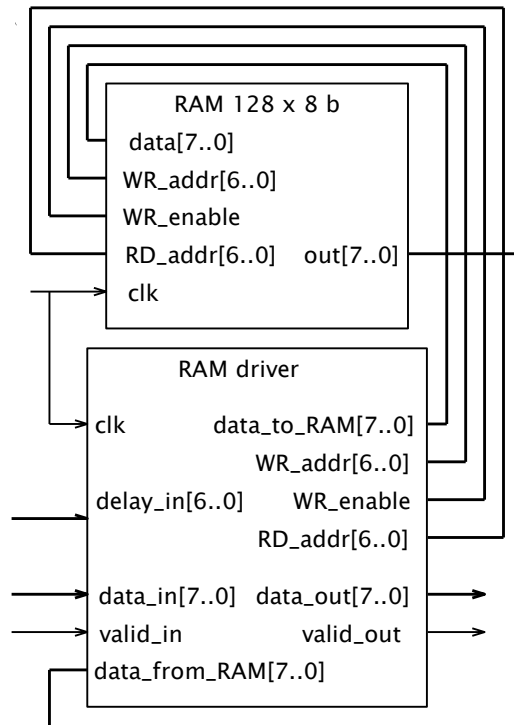 RAM 128 x 8 b
data[7..0]
WR_addr[6..0]
WR_enable
RD_addr[6..0] out[7..0]
clk
RAM driver
clk data_to_RAM[7..0]
WR_addr[6..0]
delay_in[6..0] WR_enable
RD_addr[6..0]
data_in[7..0] data_out[7..0]
valid_in valid_out
data_from_RAM[7..0]